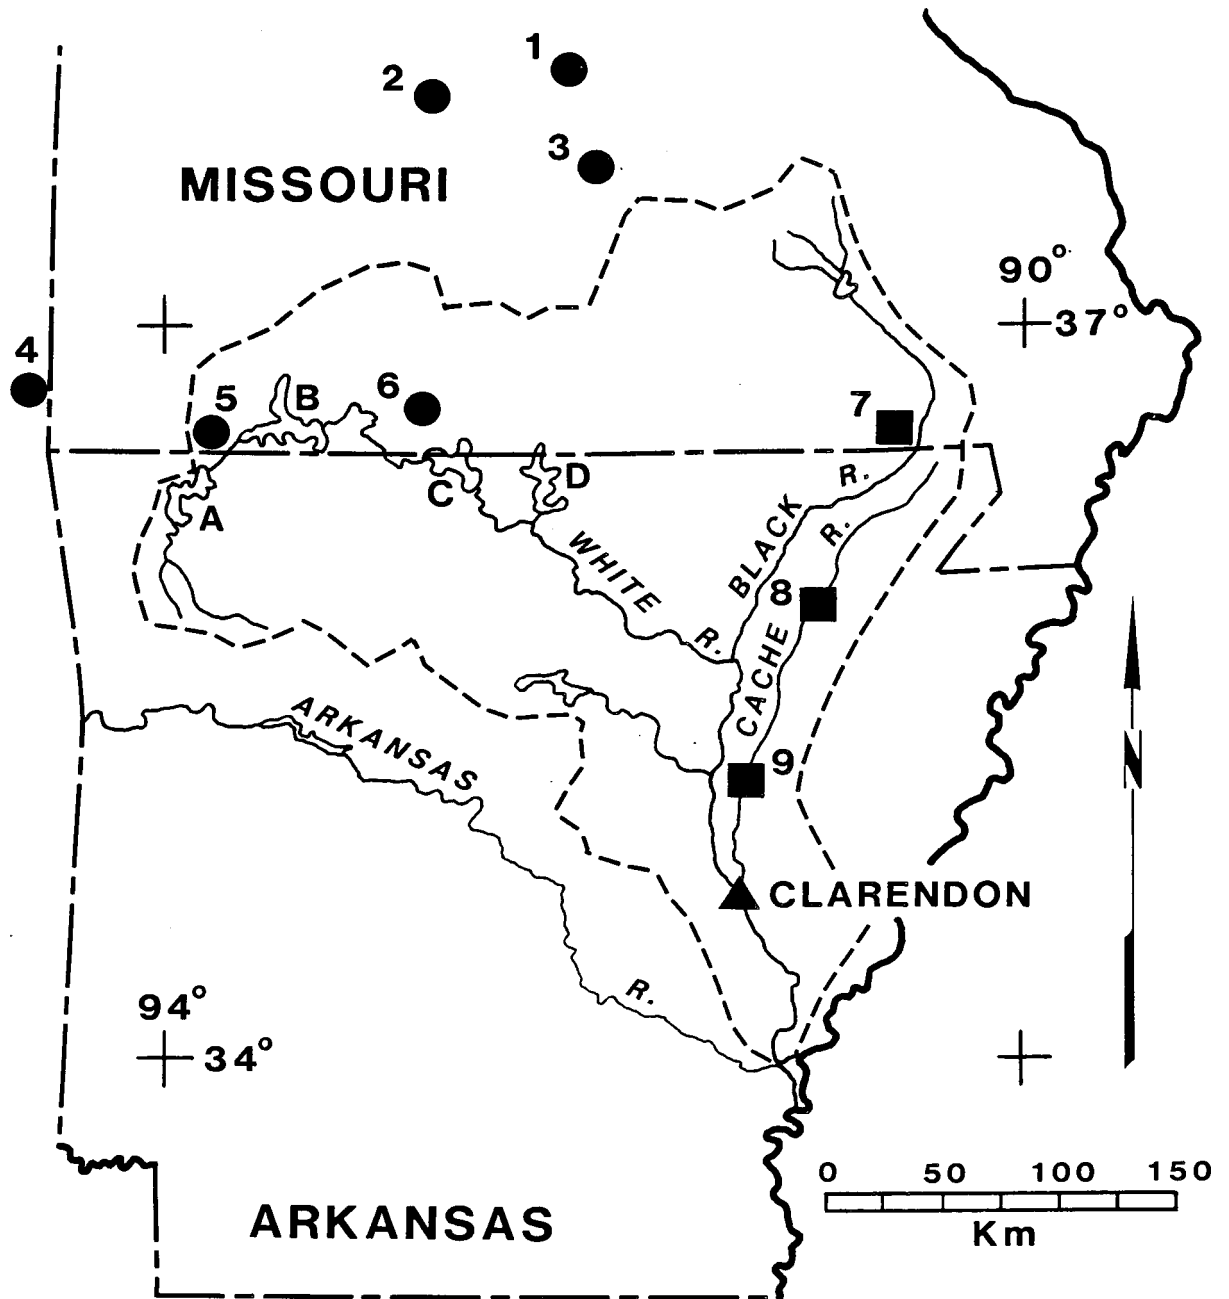 1
2
3
MISSOURI
90°
37°
4
5
B
6
7
A
C
D
BLACK R.
WHITE R.
CACHE R.
8
ARKANSAS R.
9
CLARENDON
N
94°
34°
0 50 100 150
Km
ARKANSAS